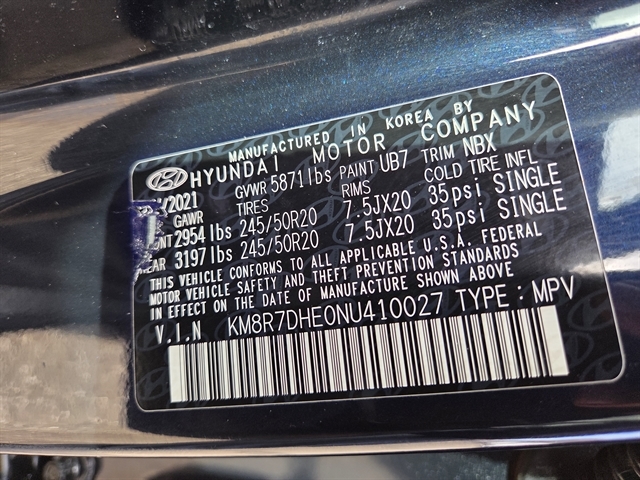 MANUFACTURED IN KOREA BY
HYUNDAI MOTOR COMPANY
/2021 GVWR 5871lbs PAINT UB7 TRIM NBX
GAWR TIRES RIMS COLD TIRE INFL
NT 2954 lbs 245/50R20 7.5JX20 35psi SINGLE
AR 3197 lbs 245/50R20 7.5JX20 35psi SINGLE
THIS VEHICLE CONFORMS TO ALL APPLICABLE U.S.A. FEDERAL
MOTOR VEHICLE SAFETY AND THEFT PREVENTION STANDARDS
IN EFFECT ON THE DATE OF MANUFACTURE SHOWN ABOVE
V.I.N KM8R7DHE0NU410027 TYPE : MPV